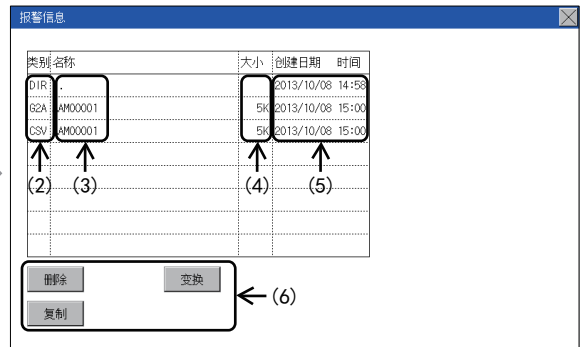 报警信息
类别 名称 大小 创建日期 时间
DIR . 2013/10/08 14:58
G2A AM00001 5K 2013/10/08 15:00
CSV AM00001 5K 2013/10/08 15:00
(2) (3) (4) (5)
删除 变换
(6)
复制